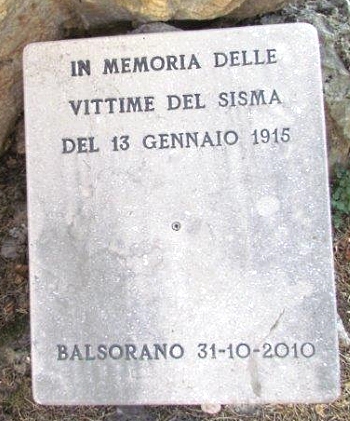 IN MEMORIA DELLE
VITTIME DEL SISMA
DEL 13 GENNAIO 1915
BALSORANO 31-10-2010